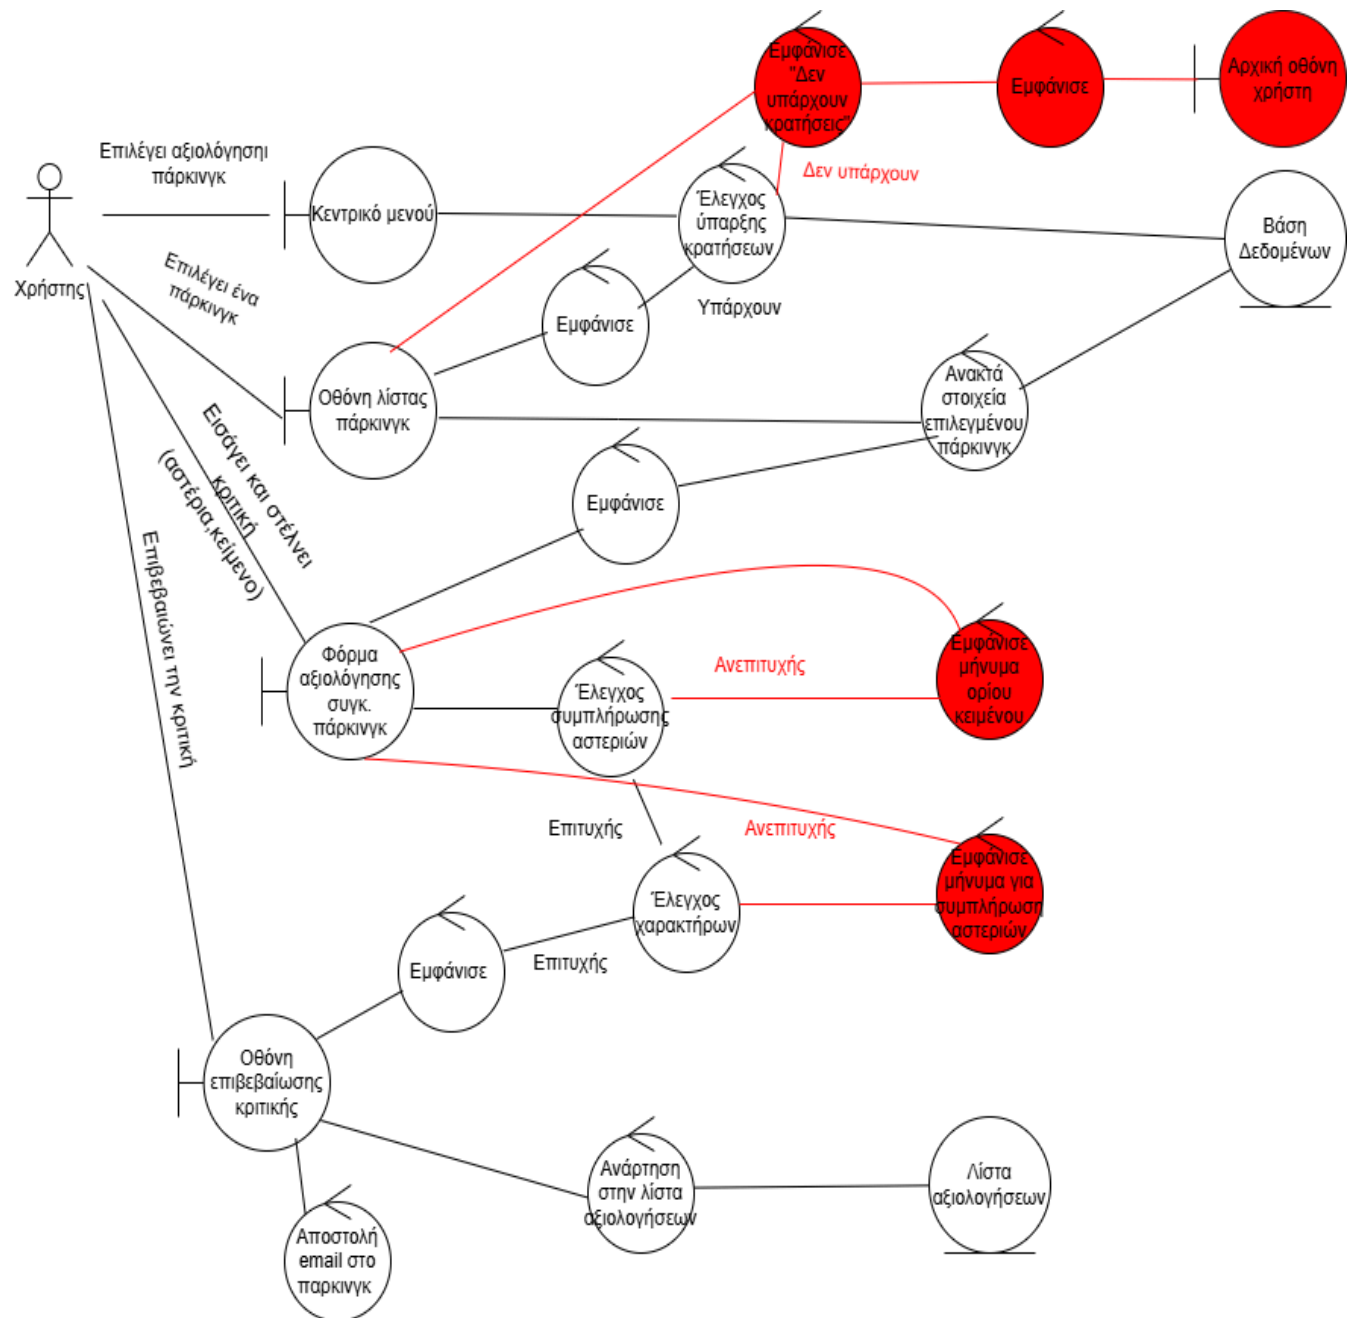 Εμφάνισε
"Δεν
υπάρχουν
κρατήσεις"
Εμφάνισε
Αρχική οθόνη
χρήστη
Επιλέγει αξιολόγησηι
πάρκινγκ
Δεν υπάρχουν
Χρήστης
Κεντρικό μενού
Έλεγχος
ύπαρξης
κρατήσεων
Βάση
Δεδομένων
Επιλέγει ένα
πάρκινγκ
Εμφάνισε
Υπάρχουν
Οθόνη λίστας
πάρκινγκ
Ανακτά
στοιχεία
επιλεγμένου
πάρκινγκ
Εισάγει και στέλνει
κριτική
(αστέρια,κείμενο)
Εμφάνισε
Επιβεβαιώνει την κριτική
Φόρμα
αξιολόγησης
συγκ.
πάρκινγκ
Έλεγχος
συμπλήρωσης
αστεριών
Ανεπιτυχής
Εμφάνισε
μήνυμα
ορίου
κειμένου
Επιτυχής
Ανεπιτυχής
Έλεγχος
χαρακτήρων
Εμφάνισε
μήνυμα για
συμπλήρωση
αστεριών
Εμφάνισε
Επιτυχής
Οθόνη
επιβεβαίωσης
κριτικής
Ανάρτηση
στην λίστα
αξιολογήσεων
Λίστα
αξιολογήσεων
Αποστολή
email στο
παρκινγκ